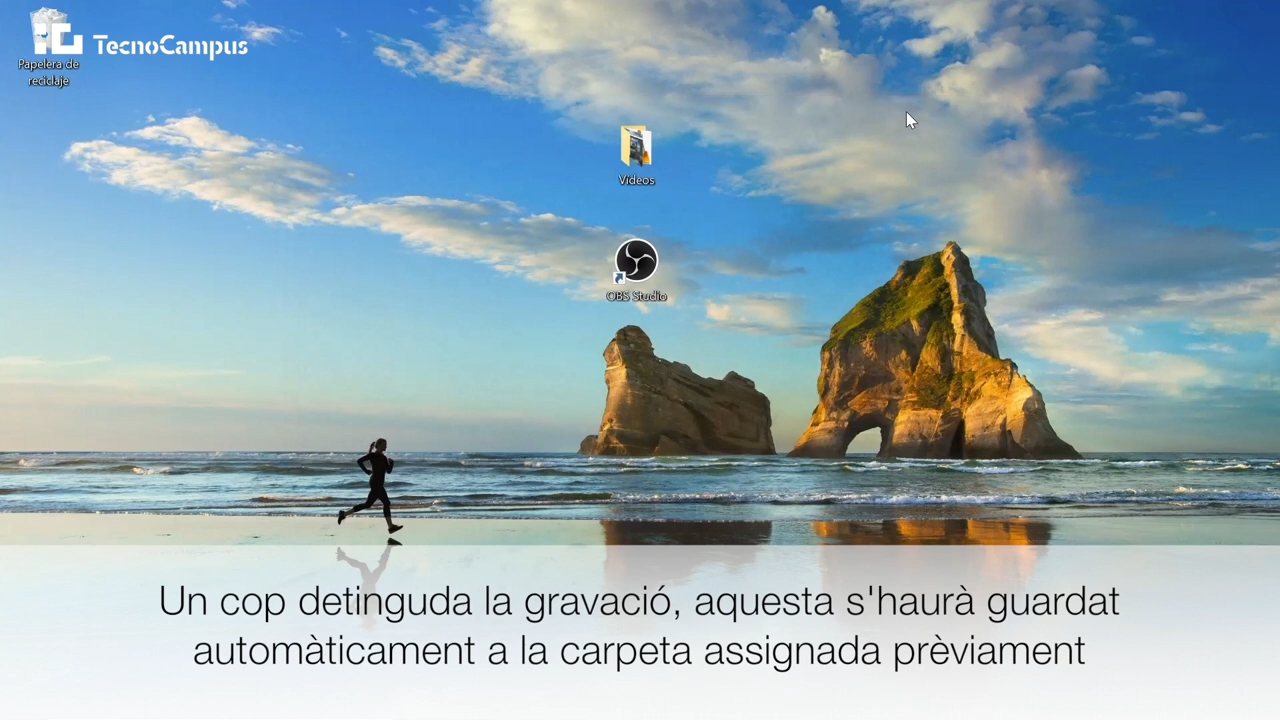 TecnoCampus
Papelera de
reciclaje
Vídeos
OBS Studio
Un cop detinguda la gravació, aquesta s'haurà guardat
automàticament a la carpeta assignada prèviament